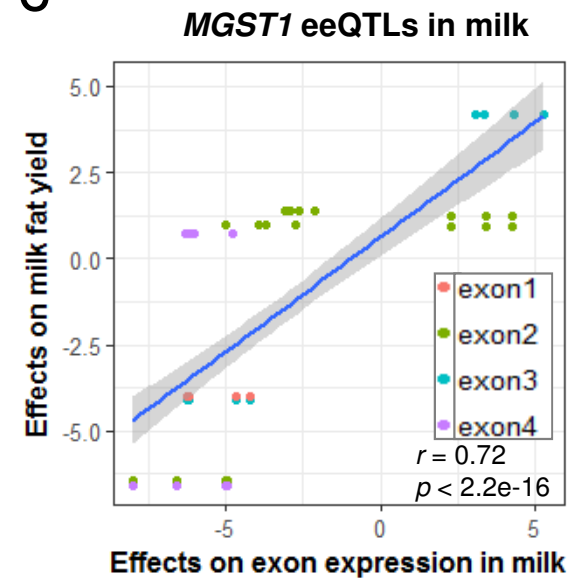 MGST1 eeQTLs in milk
Effects on milk fat yield
5.0
2.5
0.0
-2.5
-5.0
exon1
exon2
exon3
exon4
r = 0.72
p < 2.2e-16
-5
0
5
Effects on exon expression in milk